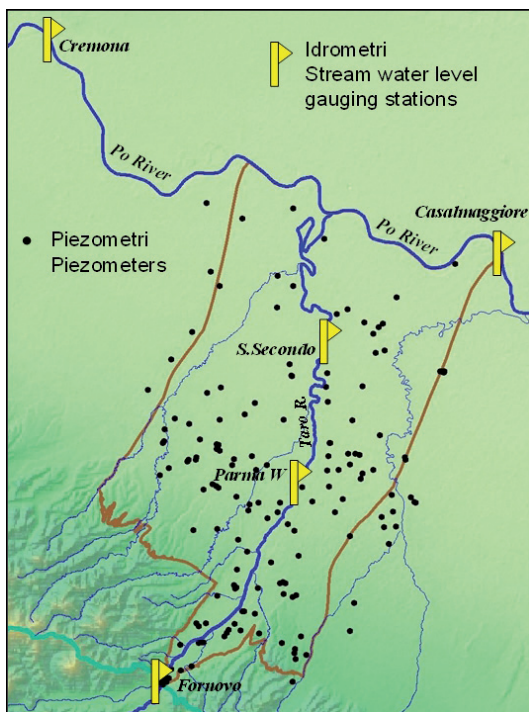 Cremona
Idrometri
Stream water level
gauging stations
Po River
Casalmaggiore
Po River
Piezometri
Piezometers
S.Secondo
Taro R.
Parma W
Fornovo